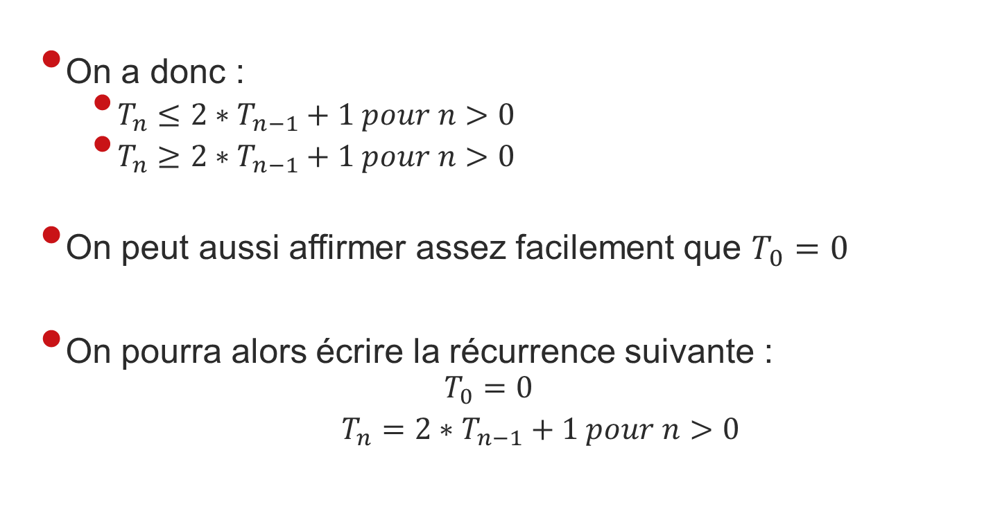 On a donc :
T_n ≤ 2 ∗ T_{n−1} + 1 pour n > 0
T_n ≥ 2 ∗ T_{n−1} + 1 pour n > 0
On peut aussi affirmer assez facilement que T_0 = 0
On pourra alors écrire la récurrence suivante :
T_0 = 0
T_n = 2 ∗ T_{n−1} + 1 pour n > 0